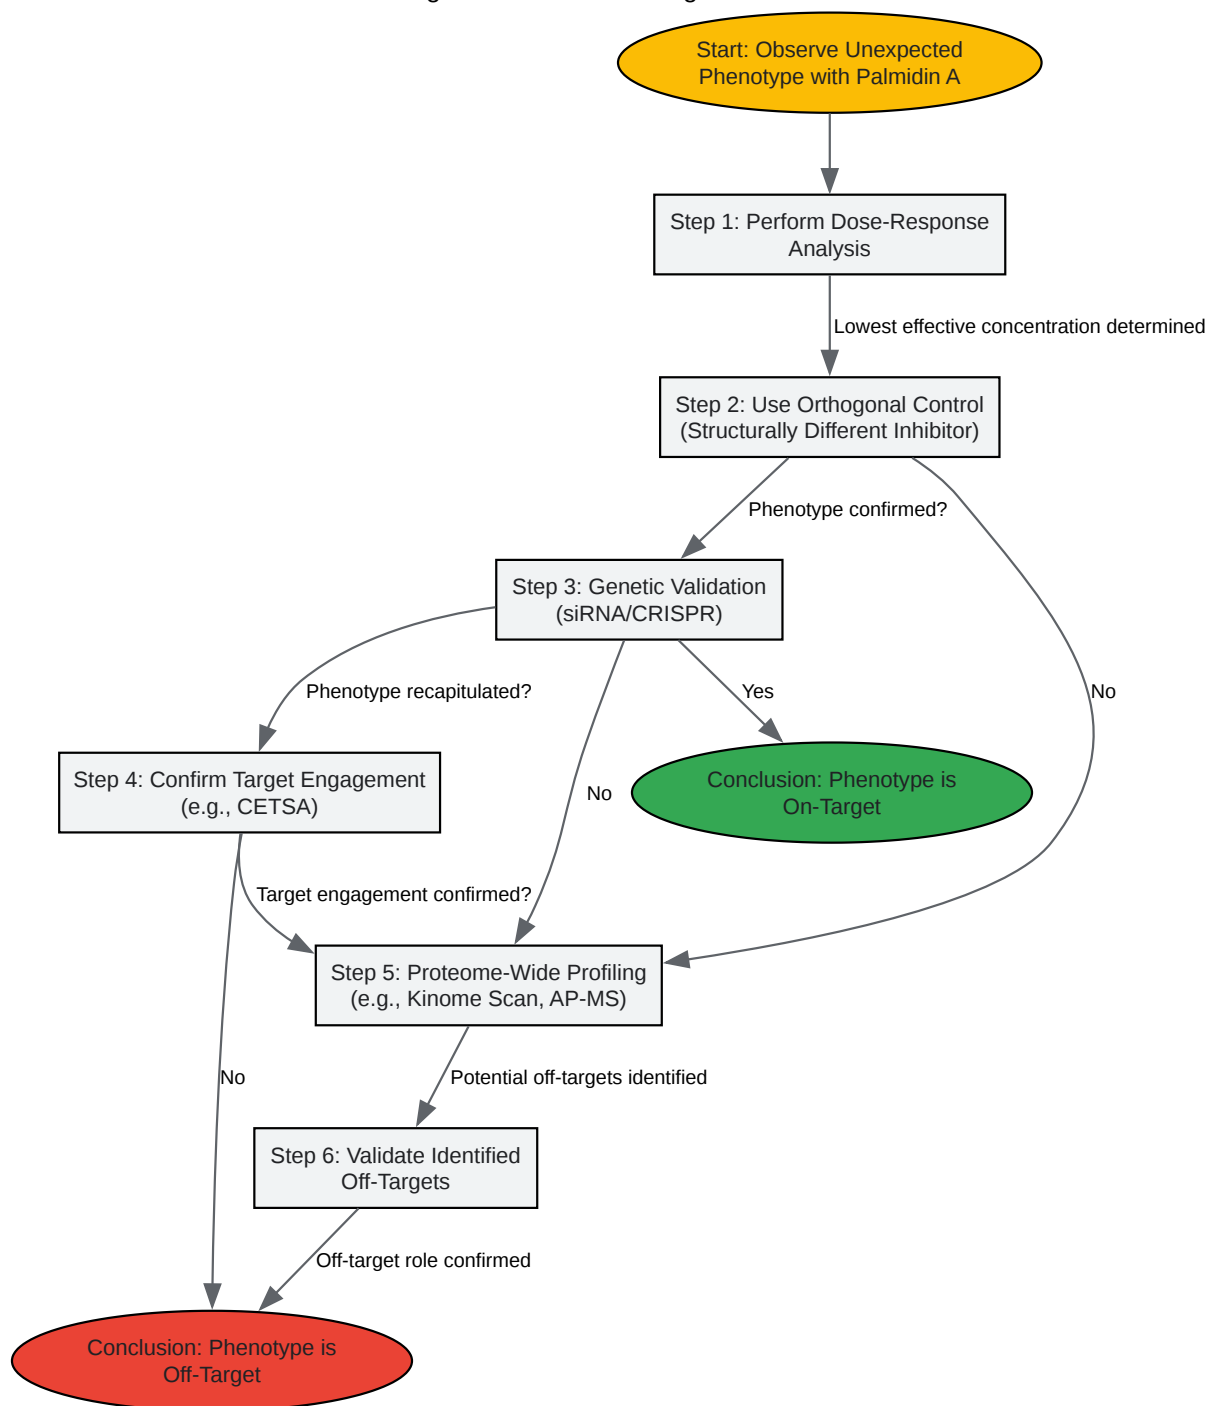 Start: Observe Unexpected
Phenotype with Palmidin A
Step 1: Perform Dose-Response
Analysis
Lowest effective concentration determined
Step 2: Use Orthogonal Control
(Structurally Different Inhibitor)
Phenotype confirmed?
Step 3: Genetic Validation
(siRNA/CRISPR)
Phenotype recapitulated?
Yes
No
Step 4: Confirm Target Engagement
(e.g., CETSA)
Conclusion: Phenotype is
On-Target
No
Target engagement confirmed?
Step 5: Proteome-Wide Profiling
(e.g., Kinome Scan, AP-MS)
No
Potential off-targets identified
Step 6: Validate Identified
Off-Targets
Off-target role confirmed
Conclusion: Phenotype is
Off-Target